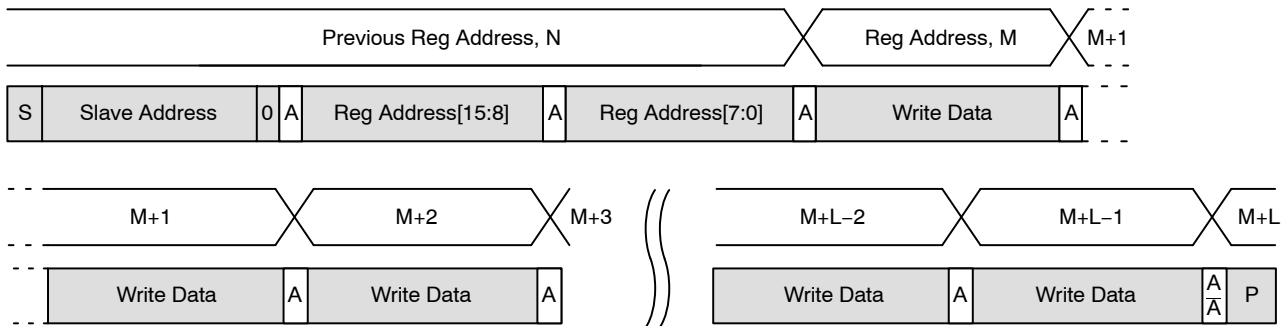 Previous Reg Address, N Reg Address, M M+1
S Slave Address 0 A Reg Address[15:8] A Reg Address[7:0] A Write Data A
M+1 M+2 M+3 M+L−2 M+L−1 M+L
Write Data A Write Data A Write Data A Write Data A P
A̅